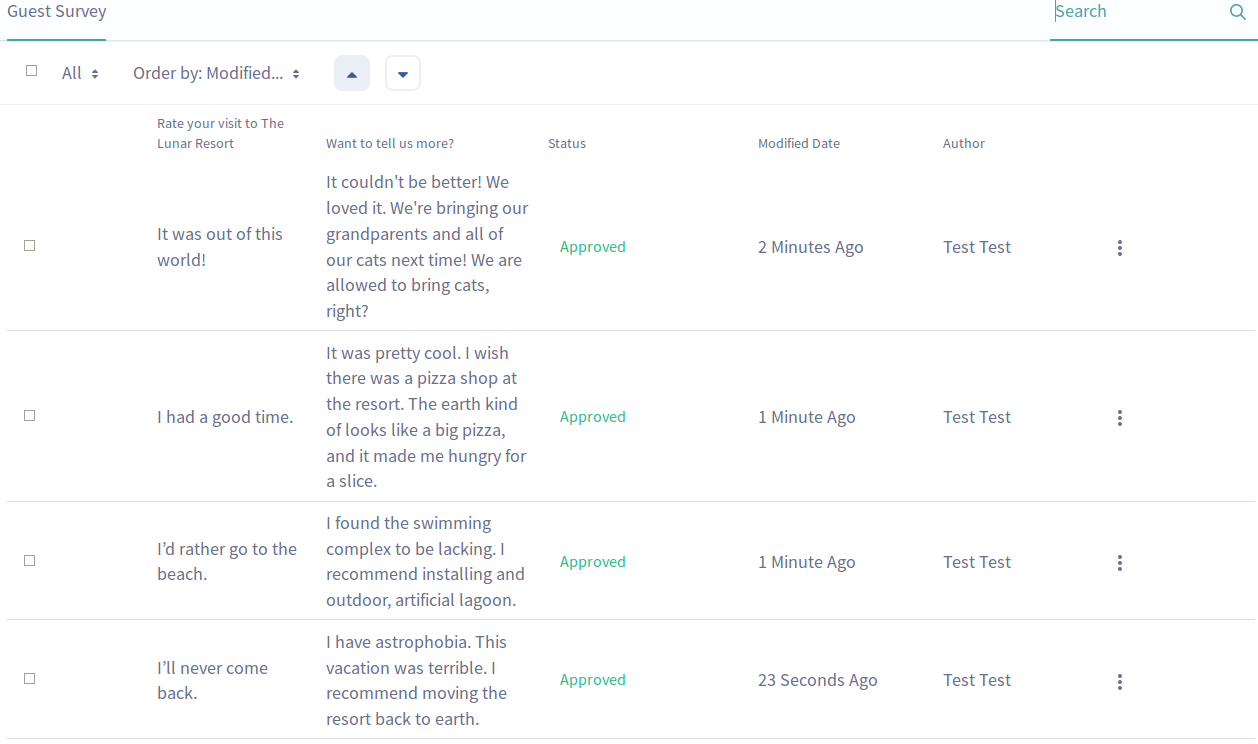 Guest Survey
Search
All
Order by: Modified...
Rate your visit to The
Lunar Resort
Want to tell us more?
Status
Modified Date
Author
It was out of this
world!
It couldn't be better! We
loved it. We're bringing our
grandparents and all of
our cats next time! We are
allowed to bring cats,
right?
Approved
2 Minutes Ago
Test Test
I had a good time.
It was pretty cool. I wish
there was a pizza shop at
the resort. The earth kind
of looks like a big pizza,
and it made me hungry for
a slice.
Approved
1 Minute Ago
Test Test
I’d rather go to the
beach.
I found the swimming
complex to be lacking. I
recommend installing and
outdoor, artificial lagoon.
Approved
1 Minute Ago
Test Test
I’ll never come
back.
I have astrophobia. This
vacation was terrible. I
recommend moving the
resort back to earth.
Approved
23 Seconds Ago
Test Test